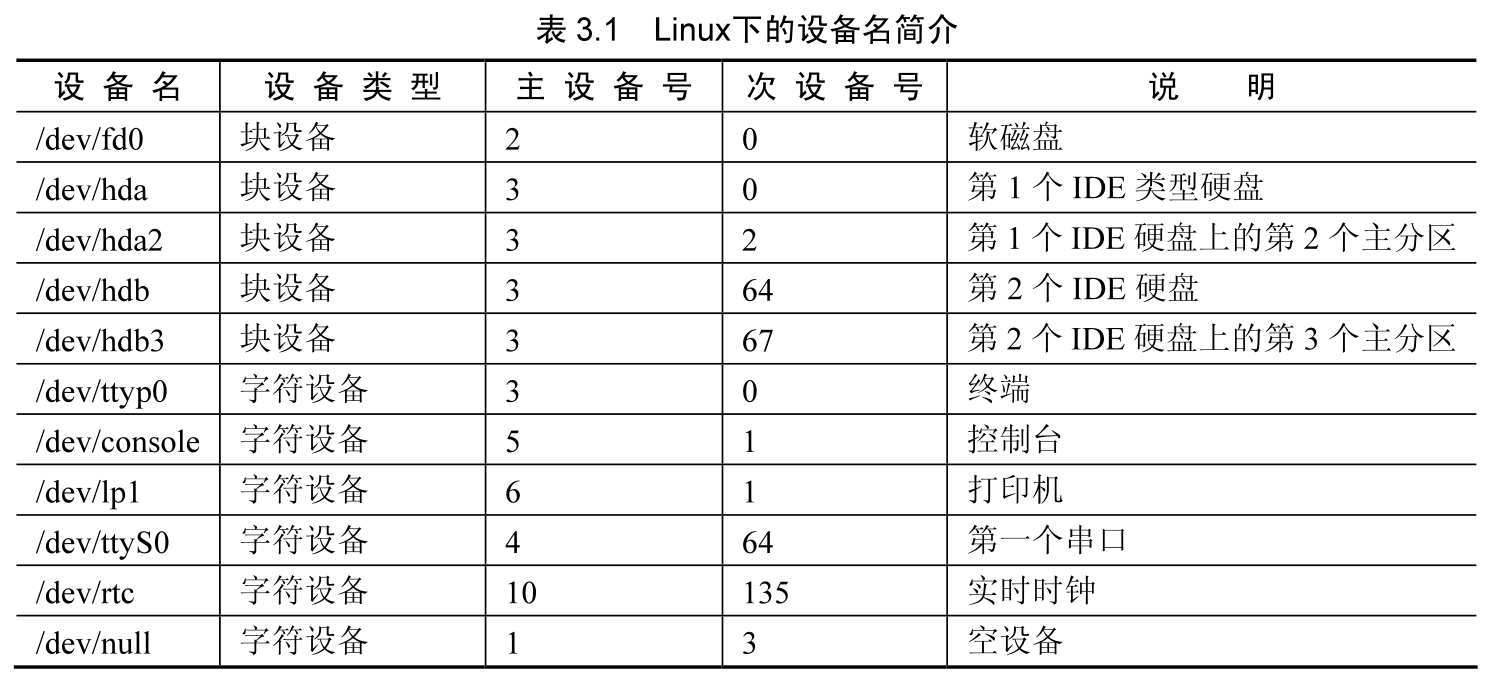 表 3.1 Linux下的设备名简介
设备名 设备类型 主设备号 次设备号 说明
/dev/fd0 块设备 2 0 软磁盘
/dev/hda 块设备 3 0 第 1 个 IDE 类型硬盘
/dev/hda2 块设备 3 2 第 1 个 IDE 硬盘上的第 2 个主分区
/dev/hdb 块设备 3 64 第 2 个 IDE 硬盘
/dev/hdb3 块设备 3 67 第 2 个 IDE 硬盘上的第 3 个主分区
/dev/ttyp0 字符设备 3 0 终端
/dev/console 字符设备 5 1 控制台
/dev/lp1 字符设备 6 1 打印机
/dev/ttyS0 字符设备 4 64 第一个串口
/dev/rtc 字符设备 10 135 实时时钟
/dev/null 字符设备 1 3 空设备